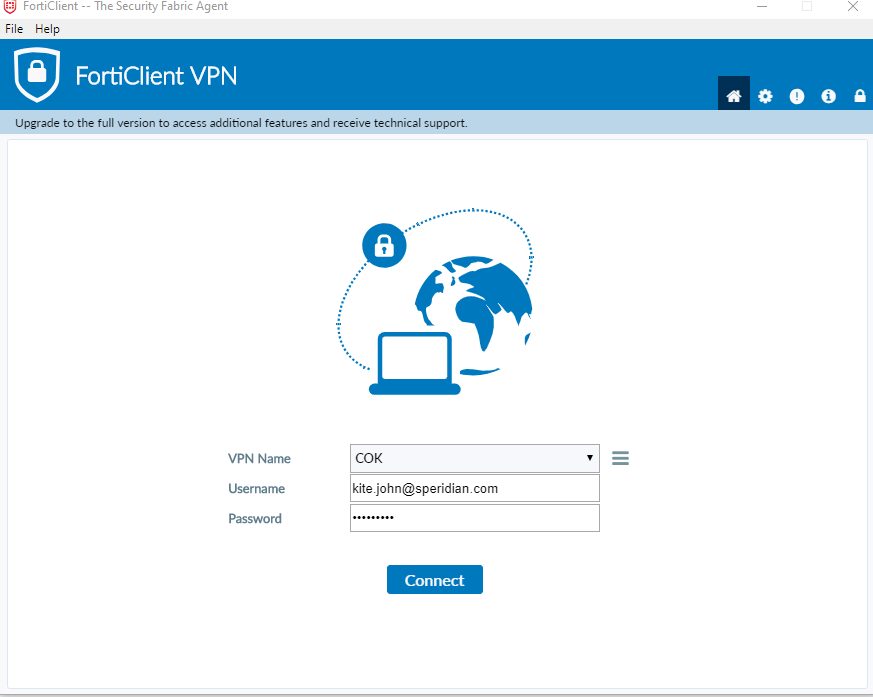 FortiClient -- The Security Fabric Agent
File Help
FortiClient VPN
Upgrade to the full version to access additional features and receive technical support.
VPN Name COK
Username kite.john@speridian.com
Password •••••••••
Connect